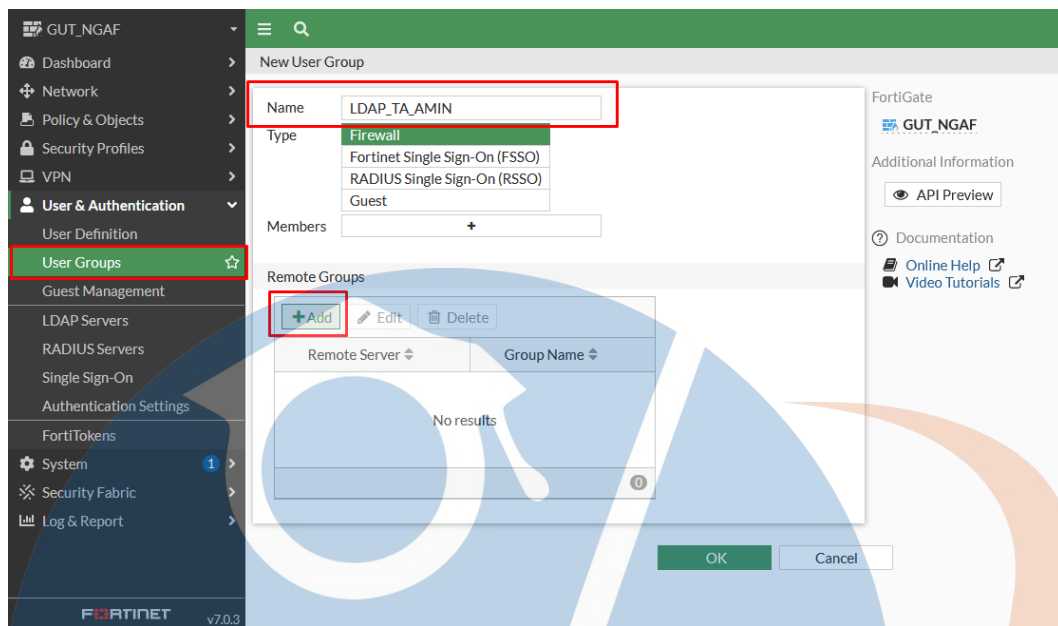 GUT_NGAF
Dashboard
Network
Policy & Objects
Security Profiles
VPN
User & Authentication
User Definition
User Groups
Guest Management
LDAP Servers
RADIUS Servers
Single Sign-On
Authentication Settings
FortiTokens
System 1
Security Fabric
Log & Report
FORTINET v7.0.3
New User Group
Name LDAP_TA_AMIN
Type Firewall
Fortinet Single Sign-On (FSSO)
RADIUS Single Sign-On (RSSO)
Guest
Members +
Remote Groups
+Add Edit Delete
Remote Server Group Name
No results
0
OK Cancel
FortiGate
GUT_NGAF
Additional Information
API Preview
Documentation
Online Help
Video Tutorials